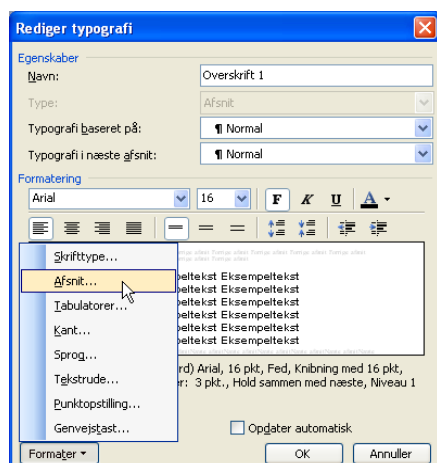 Rediger typografi
Egenskaber
Navn: Overskrift 1
Type: Afsnit
Typografi baseret på: ¶ Normal
Typografi i næste afsnit: ¶ Normal
Formatering
Arial 16 F K U A
Skrifttype...
Afsnit... peltekst Eksempeltekst
peltekst Eksempeltekst
Tabulatorer... peltekst Eksempeltekst
Kant... peltekst Eksempeltekst
peltekst Eksempeltekst
Sprog...
rd) Arial, 16 pkt, Fed, Knibning med 16 pkt,
Tekstrude... er: 3 pkt., Hold sammen med næste, Niveau 1
Punktopstilling...
Genvejstast... Opdater automatisk
Formater OK Annuller